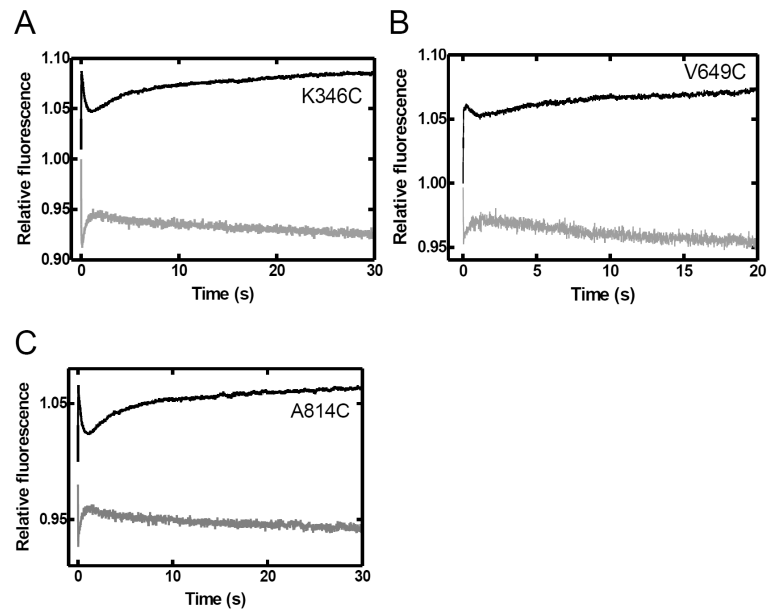 A
Relative fluorescence
1.10
1.05
1.00
0.95
0.90
K346C
0
10
20
30
Time (s)
B
Relative fluorescence
1.10
1.05
1.00
0.95
V649C
0
5
10
15
20
Time (s)
C
Relative fluorescence
1.05
0.95
A814C
0
10
20
30
Time (s)